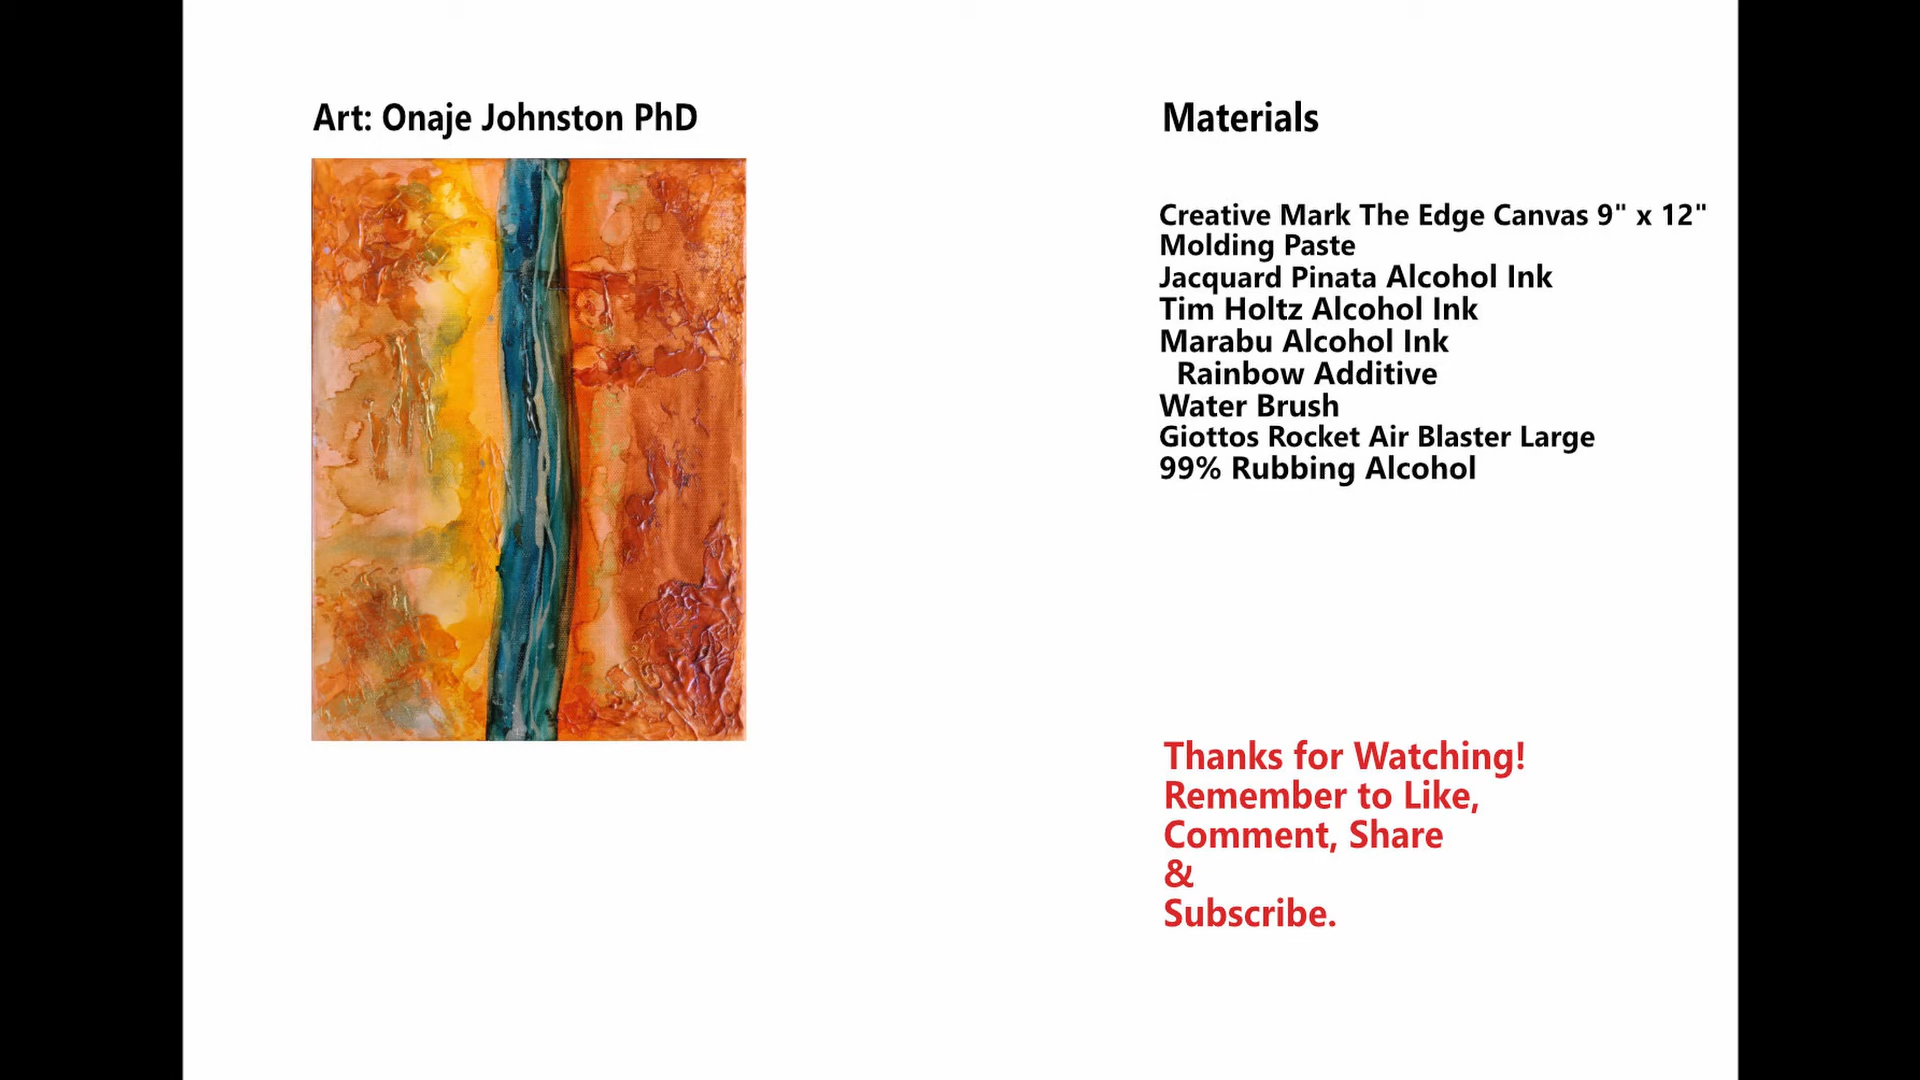 Art: Onaje Johnston PhD
Materials
Creative Mark The Edge Canvas 9" x 12"
Molding Paste
Jacquard Pinata Alcohol Ink
Tim Holtz Alcohol Ink
Marabu Alcohol Ink
Rainbow Additive
Water Brush
Giottos Rocket Air Blaster Large
99% Rubbing Alcohol
Thanks for Watching!
Remember to Like,
Comment, Share
&
Subscribe.